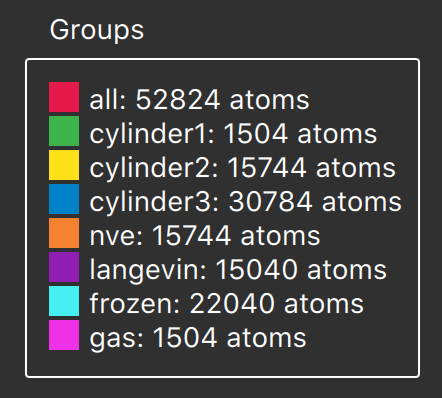 Groups
all: 52824 atoms
cylinder1: 1504 atoms
cylinder2: 15744 atoms
cylinder3: 30784 atoms
nve: 15744 atoms
langevin: 15040 atoms
frozen: 22040 atoms
gas: 1504 atoms